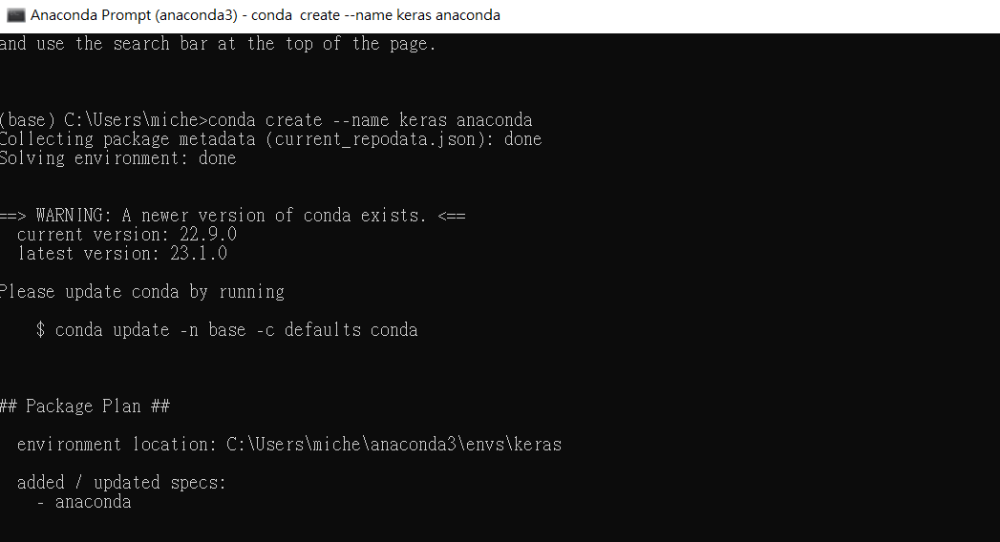 Anaconda Prompt (anaconda3) - conda  create --name keras anaconda
and use the search bar at the top of the page.
(base) C:\Users\miche>conda create --name keras anaconda
Collecting package metadata (current_repodata.json): done
Solving environment: done
==> WARNING: A newer version of conda exists. <==
  current version: 22.9.0
  latest version: 23.1.0
Please update conda by running
    $ conda update -n base -c defaults conda
## Package Plan ##
  environment location: C:\Users\miche\anaconda3\envs\keras
  added / updated specs:
    - anaconda